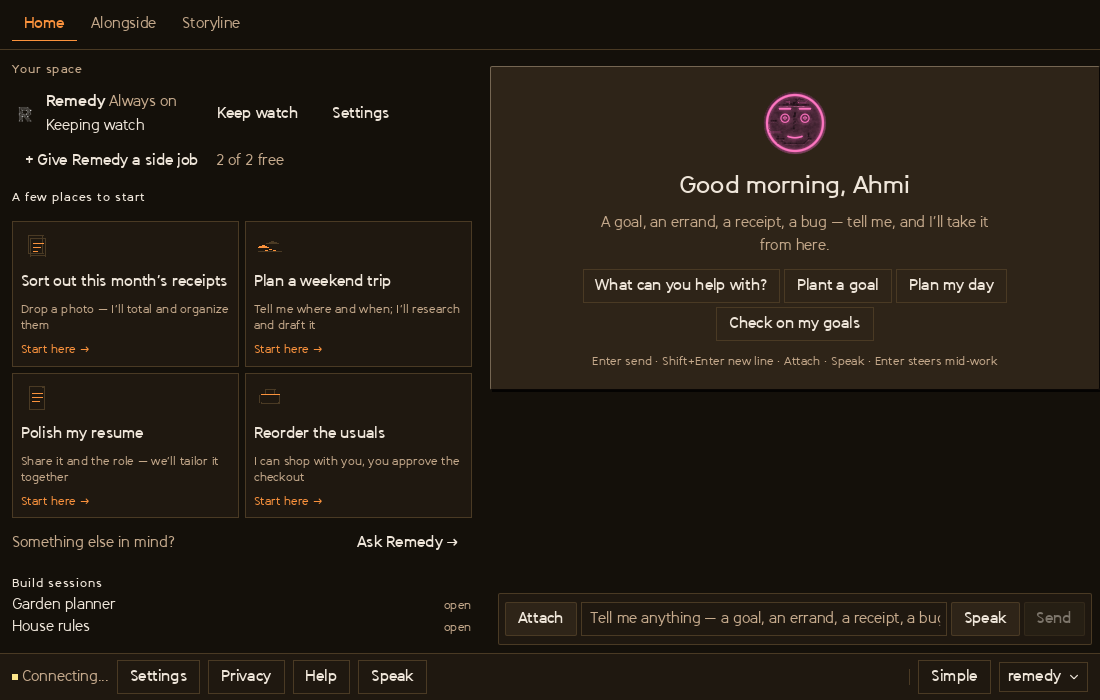 Home Alongside Storyline
Your space
Remedy Always on
Keeping watch
Keep watch Settings
+ Give Remedy a side job 2 of 2 free
A few places to start
Sort out this month's receipts
Drop a photo — I'll total and organize
them
Start here →
Plan a weekend trip
Tell me where and when; I'll research
and draft it
Start here →
Polish my resume
Share it and the role — we'll tailor it
together
Start here →
Reorder the usuals
I can shop with you, you approve the
checkout
Start here →
Something else in mind? Ask Remedy →
Build sessions
Garden planner open
House rules open
Good morning, Ahmi
A goal, an errand, a receipt, a bug — tell me, and I'll take it
from here.
What can you help with? Plant a goal Plan my day
Check on my goals
Enter send · Shift+Enter new line · Attach · Speak · Enter steers mid-work
Attach Tell me anything — a goal, an errand, a receipt, a bug Speak Send
Connecting... Settings Privacy Help Speak Simple remedy